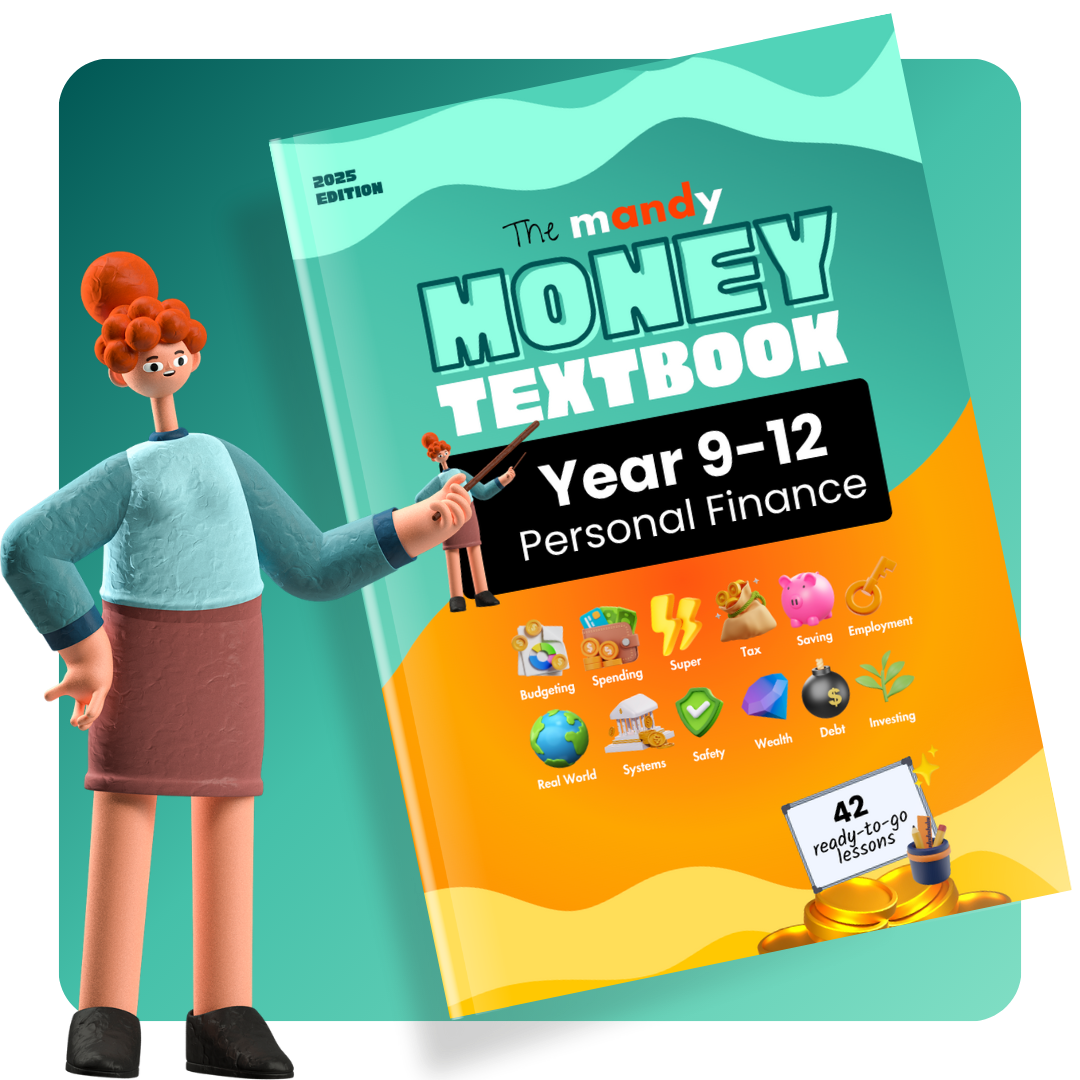 2025
EDITION
The mandy
MONEY
TEXTBOOK
Year 9-12
Personal Finance
Budgeting
Spending
Super
Tax
Saving
Employment
Real World
Systems
Safety
Wealth
Debt
Investing
42
ready-to-go
lessons